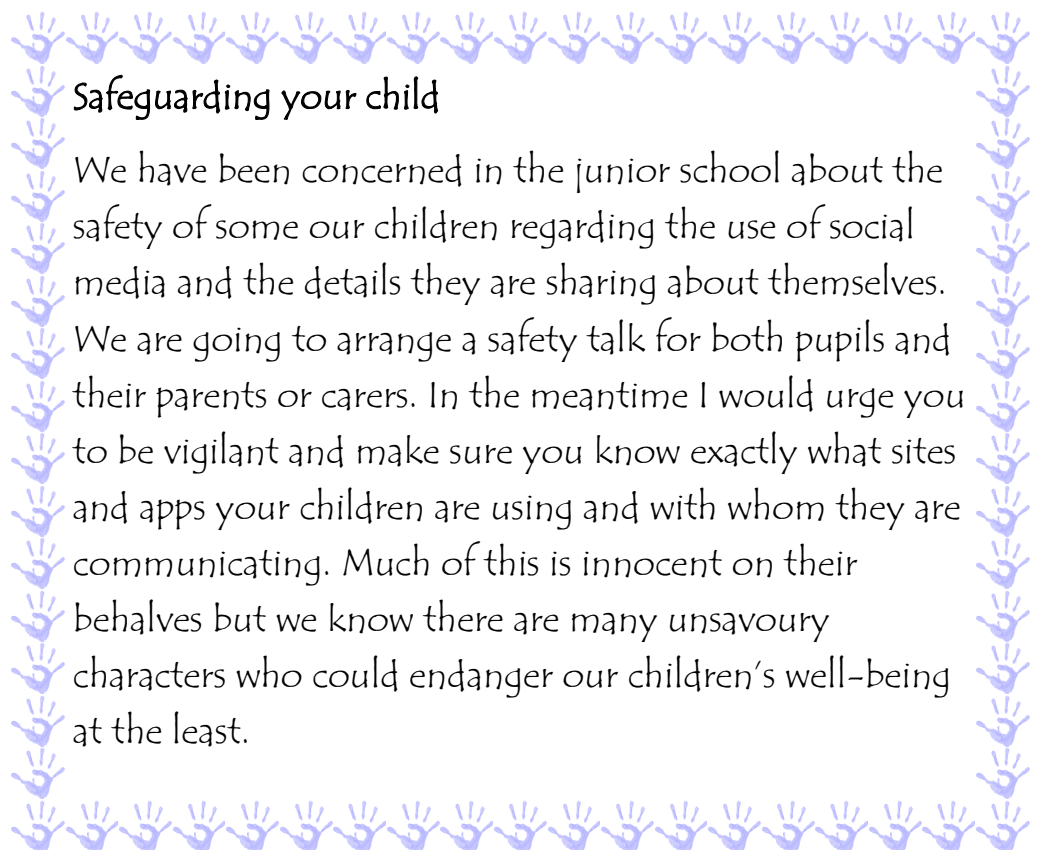 Safeguarding your child
We have been concerned in the junior school about the
safety of some our children regarding the use of social
media and the details they are sharing about themselves.
We are going to arrange a safety talk for both pupils and
their parents or carers. In the meantime I would urge you
to be vigilant and make sure you know exactly what sites
and apps your children are using and with whom they are
communicating. Much of this is innocent on their
behalves but we know there are many unsavoury
characters who could endanger our children’s well-being
at the least.